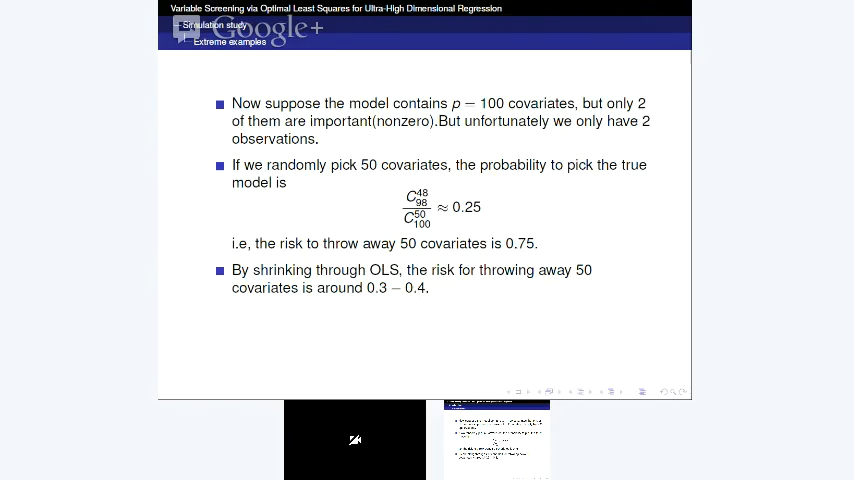 Variable Screening via Optimal Least Squares for Ultra-High Dimensional Regression
Simulation study
Google+
Extreme examples
Now suppose the model contains p = 100 covariates, but only 2
of them are important(nonzero).But unfortunately we only have 2
observations.
If we randomly pick 50 covariates, the probability to pick the true
model is
C_{98}^{48} / C_{100}^{50} ≈ 0.25
i.e, the risk to throw away 50 covariates is 0.75.
By shrinking through OLS, the risk for throwing away 50
covariates is around 0.3 − 0.4.